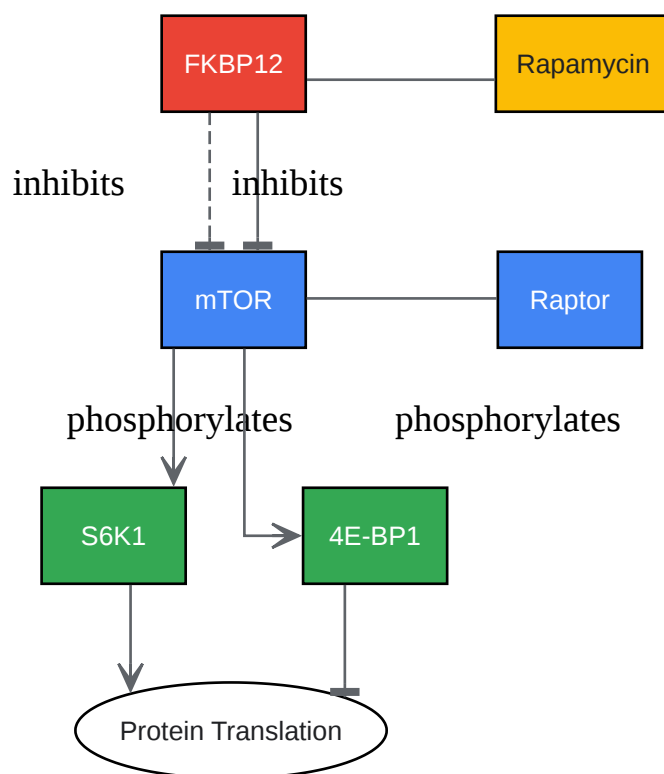 FKBP12
Rapamycin
inhibits
inhibits
mTOR
Raptor
phosphorylates
phosphorylates
S6K1
4E-BP1
Protein Translation